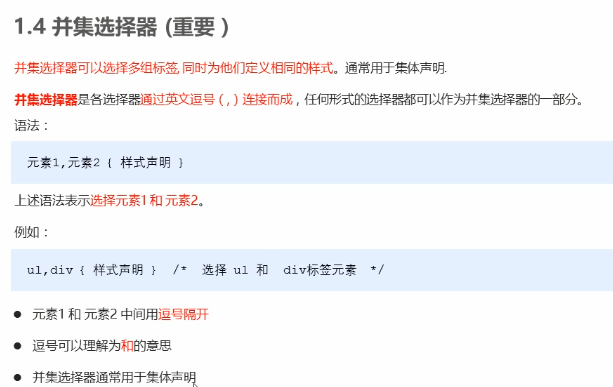 1.4 并集选择器 (重要)
并集选择器可以选择多组标签, 同时为他们定义相同的样式。通常用于集体声明.
并集选择器是各选择器通过英文逗号 ( , ) 连接而成，任何形式的选择器都可以作为并集选择器的一部分。
语法：
元素1,元素2 { 样式声明 }
上述语法表示选择元素1 和 元素2。
例如：
ul,div { 样式声明 } /* 选择 ul 和 div标签元素 */
● 元素1 和 元素2 中间用逗号隔开
● 逗号可以理解为和的意思
● 并集选择器通常用于集体声明